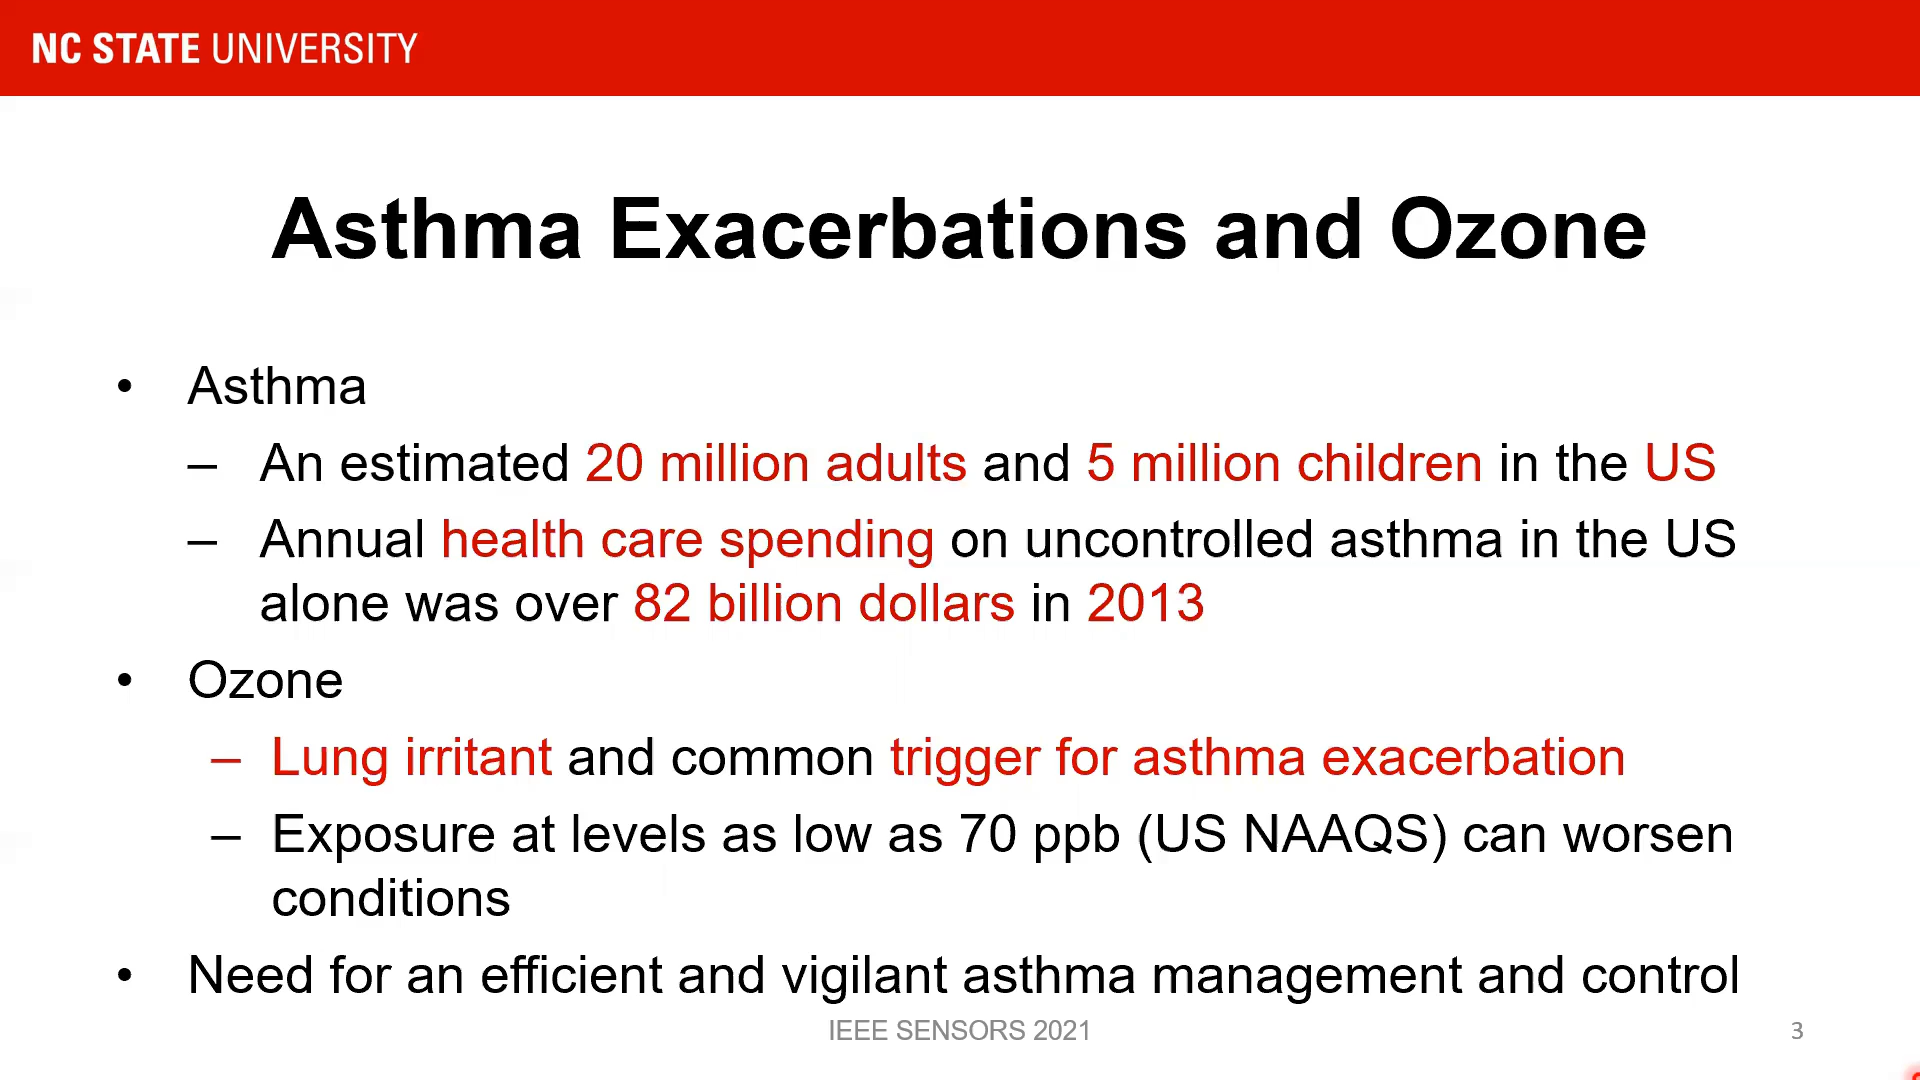 NC STATE UNIVERSITY
Asthma Exacerbations and Ozone
• Asthma
– An estimated 20 million adults and 5 million children in the US
– Annual health care spending on uncontrolled asthma in the US
alone was over 82 billion dollars in 2013
• Ozone
– Lung irritant and common trigger for asthma exacerbation
– Exposure at levels as low as 70 ppb (US NAAQS) can worsen
conditions
• Need for an efficient and vigilant asthma management and control
IEEE SENSORS 2021
3